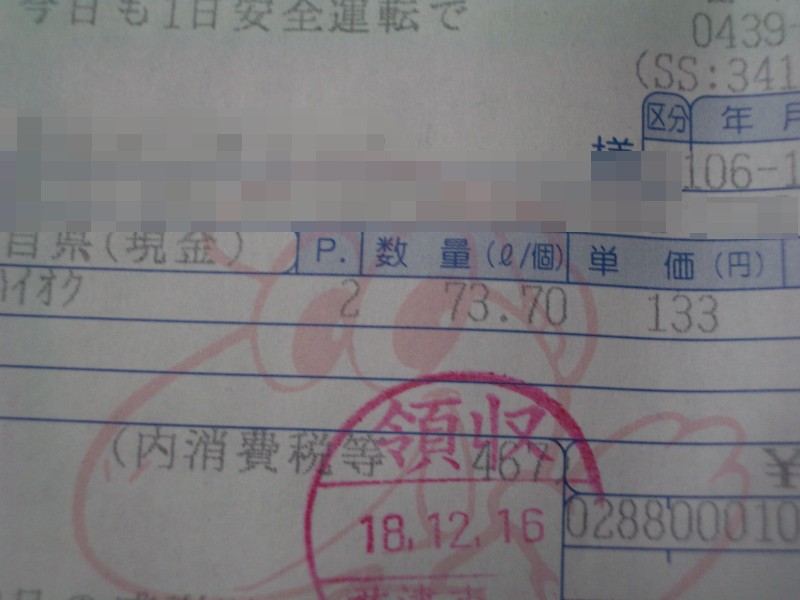 今日も1日安全運転で
0439-
(SS:341
区分 年 月
様
106-1
(現金) P. 数 量 (ℓ/個) 単 価 (円)
ハイオク 2 73.70 133
領収
(内消費税等 467)
¥
18.12.16
0288000010